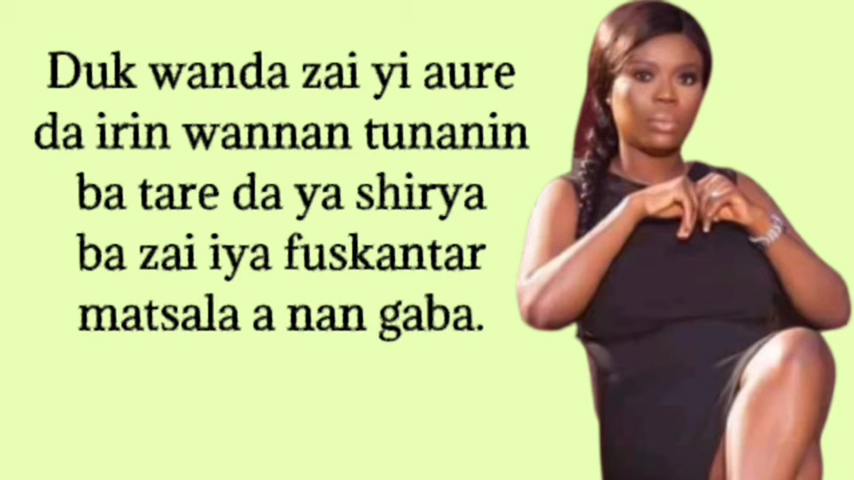 Duk wanda zai yi aure
da irin wannan tunanin
ba tare da ya shirya
ba zai iya fuskantar
matsala a nan gaba.